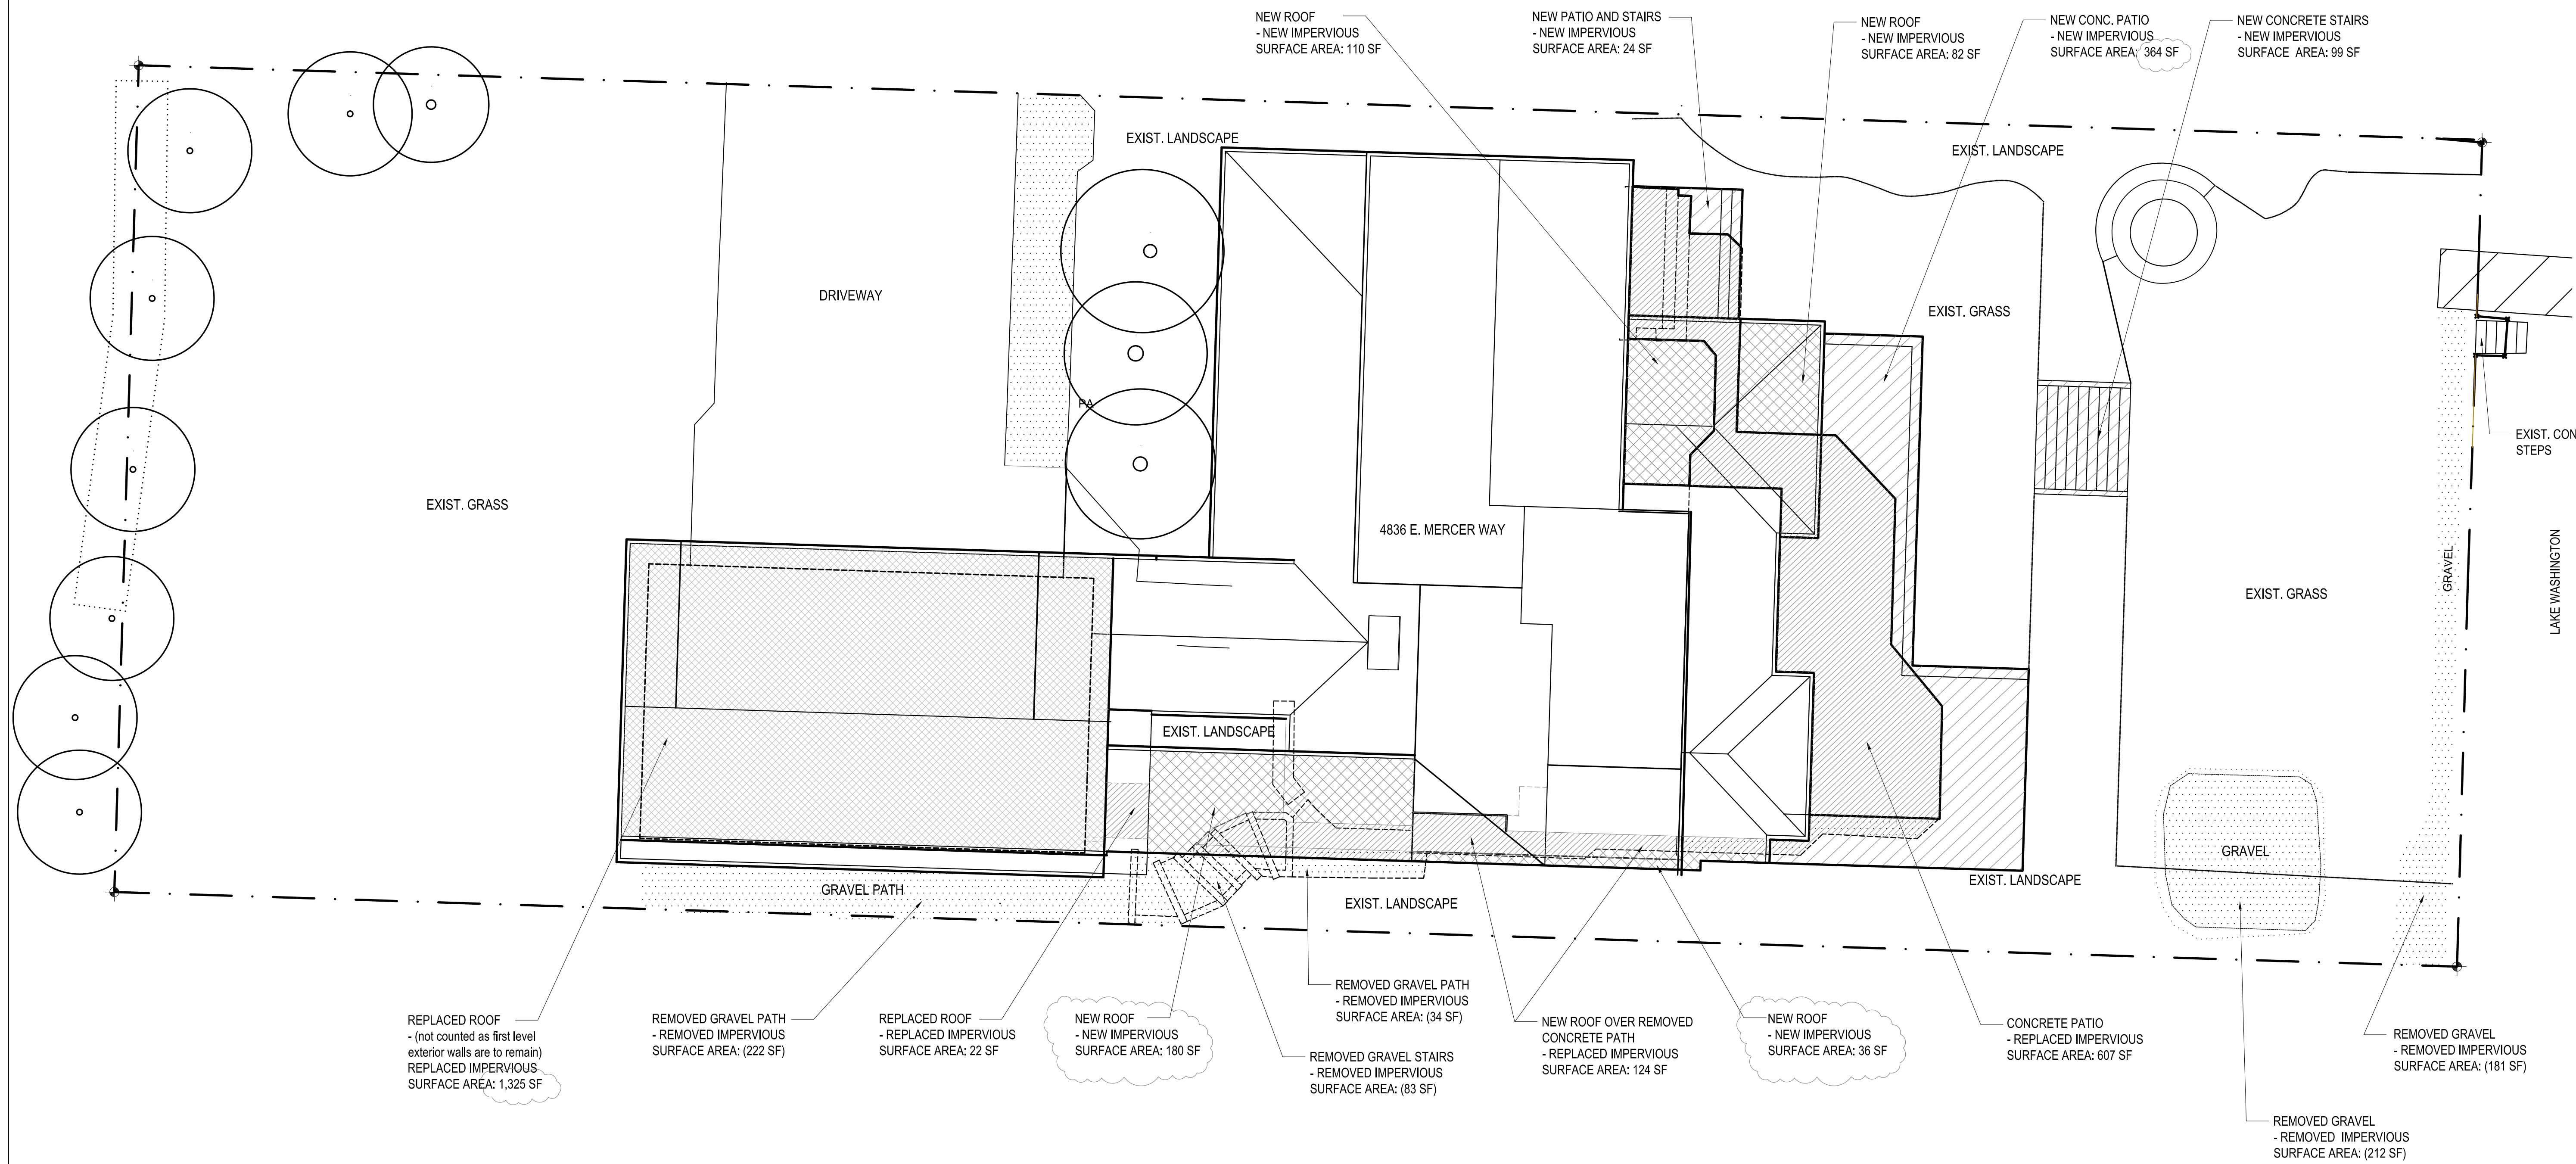 NEW ROOF
- NEW IMPERVIOUS
SURFACE AREA: 110 SF
NEW PATIO AND STAIRS
- NEW IMPERVIOUS
SURFACE AREA: 24 SF
NEW ROOF
- NEW IMPERVIOUS
SURFACE AREA: 82 SF
NEW CONC. PATIO
- NEW IMPERVIOUS
SURFACE AREA: 364 SF
NEW CONCRETE STAIRS
- NEW IMPERVIOUS
SURFACE AREA: 99 SF
EXIST. LANDSCAPE
EXIST. LANDSCAPE
DRIVEWAY
EXIST. GRASS
PA
EXIST. CON
STEPS
EXIST. GRASS
4836 E. MERCER WAY
GRAVEL
LAKE WASHINGTON
EXIST. GRASS
EXIST. LANDSCAPE
GRAVEL
GRAVEL PATH
EXIST. LANDSCAPE
EXIST. LANDSCAPE
REPLACED ROOF
- (not counted as first level
exterior walls are to remain)
REPLACED IMPERVIOUS
SURFACE AREA: 1,325 SF
REMOVED GRAVEL PATH
- REMOVED IMPERVIOUS
SURFACE AREA: (222 SF)
REPLACED ROOF
- REPLACED IMPERVIOUS
SURFACE AREA: 22 SF
NEW ROOF
- NEW IMPERVIOUS
SURFACE AREA: 180 SF
REMOVED GRAVEL PATH
- REMOVED IMPERVIOUS
SURFACE AREA: (34 SF)
REMOVED GRAVEL STAIRS
- REMOVED IMPERVIOUS
SURFACE AREA: (83 SF)
NEW ROOF OVER REMOVED
CONCRETE PATH
- REPLACED IMPERVIOUS
SURFACE AREA: 124 SF
NEW ROOF
- NEW IMPERVIOUS
SURFACE AREA: 36 SF
CONCRETE PATIO
- REPLACED IMPERVIOUS
SURFACE AREA: 607 SF
REMOVED GRAVEL
- REMOVED IMPERVIOUS
SURFACE AREA: (181 SF)
REMOVED GRAVEL
- REMOVED IMPERVIOUS
SURFACE AREA: (212 SF)